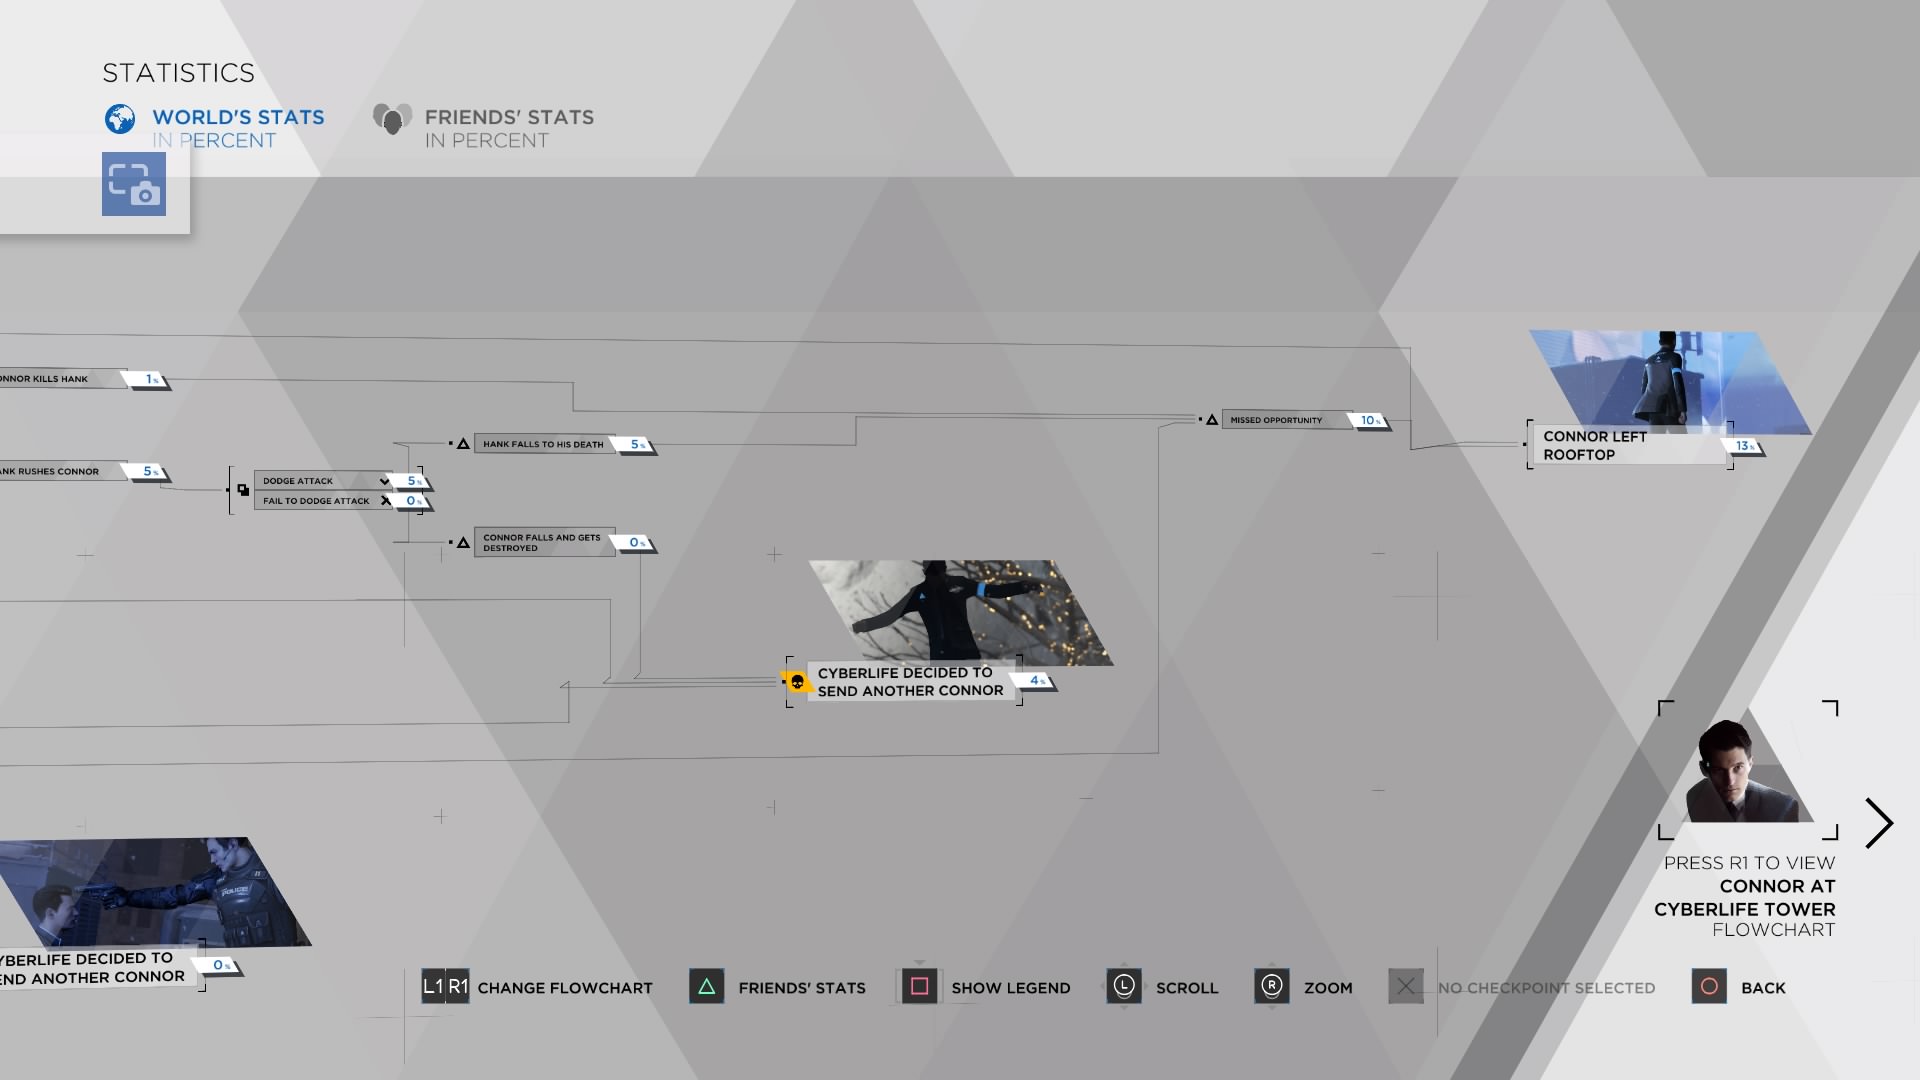 STATISTICS
WORLD'S STATS
IN PERCENT
FRIENDS' STATS
IN PERCENT
ONNOR KILLS HANK
1%
ANK RUSHES CONNOR
5%
DODGE ATTACK
5%
FAIL TO DODGE ATTACK
0%
HANK FALLS TO HIS DEATH
5%
CONNOR FALLS AND GETS
DESTROYED
0%
MISSED OPPORTUNITY
10%
CONNOR LEFT
ROOFTOP
13%
CYBERLIFE DECIDED TO
SEND ANOTHER CONNOR
4%
POLICE
YBERLIFE DECIDED TO
END ANOTHER CONNOR
0%
PRESS R1 TO VIEW
CONNOR AT
CYBERLIFE TOWER
FLOWCHART
L1 R1 CHANGE FLOWCHART
FRIENDS' STATS
SHOW LEGEND
L SCROLL
R ZOOM
NO CHECKPOINT SELECTED
BACK